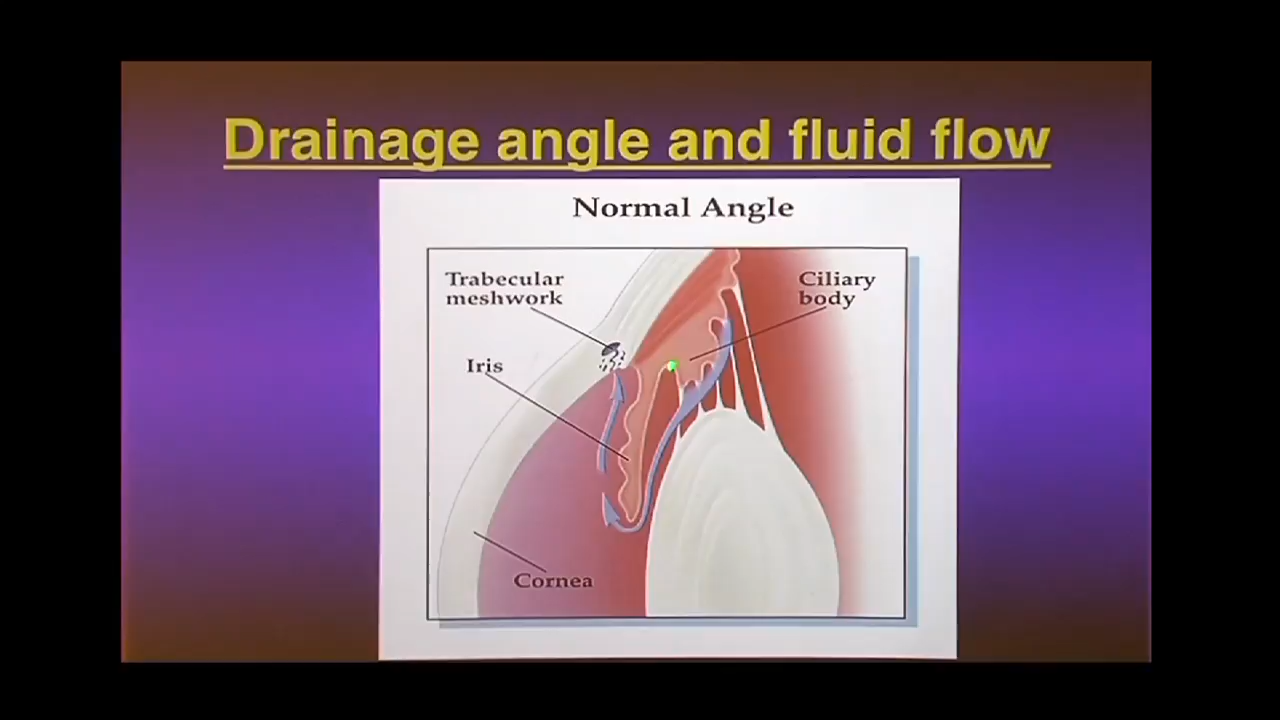 Drainage angle and fluid flow
Normal Angle
Trabecular
meshwork
Ciliary
body
Iris
Cornea